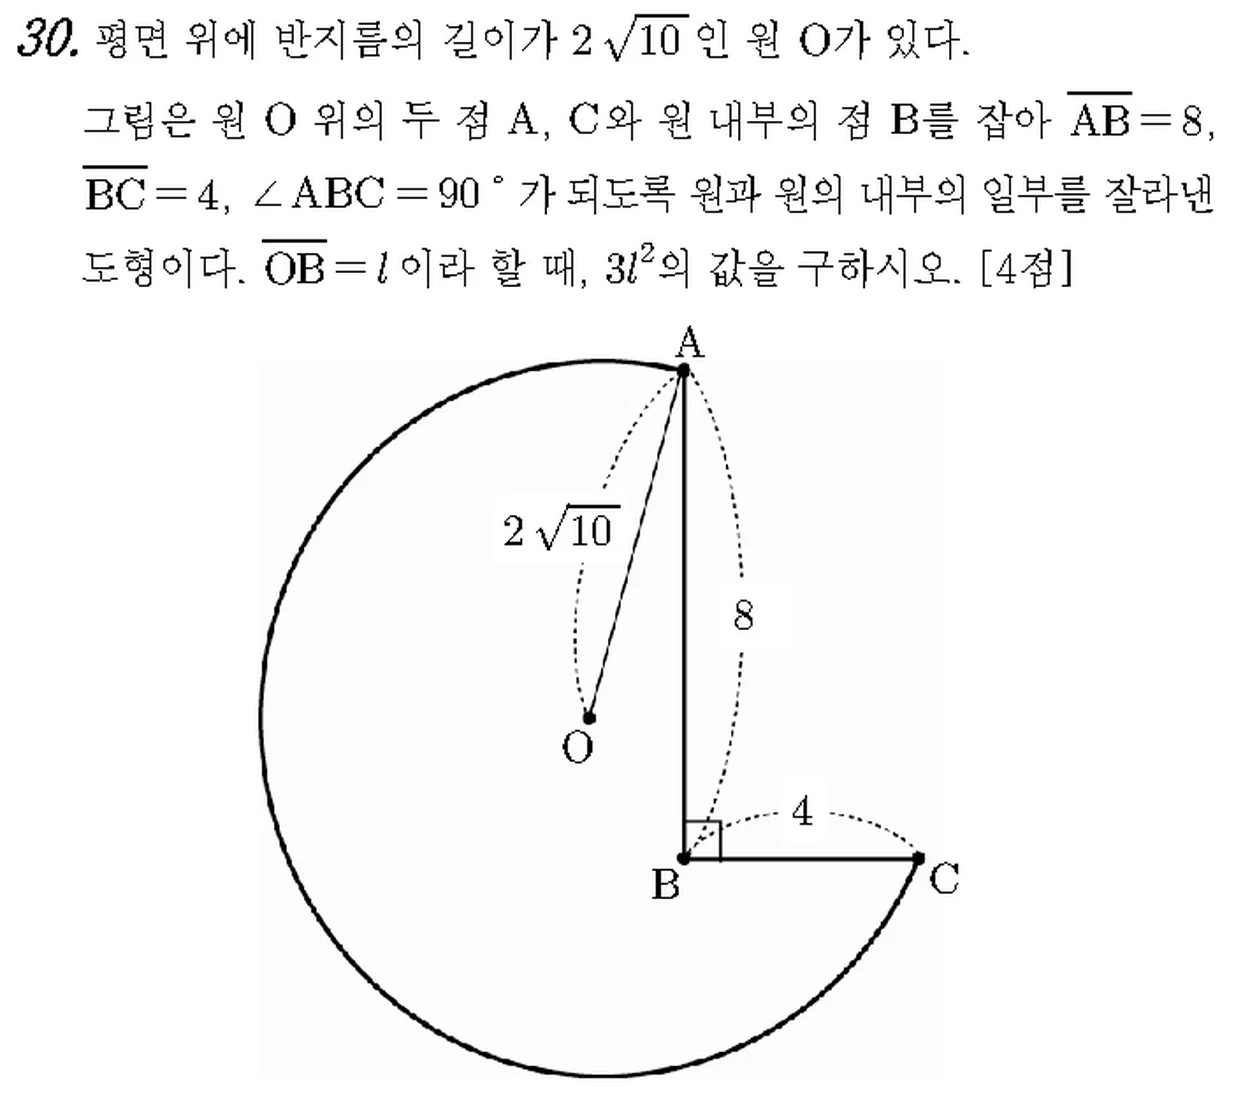 30. 평면 위에 반지름의 길이가 2√10 인 원 O가 있다.
그림은 원 O 위의 두 점 A, C와 원 내부의 점 B를 잡아 A̅B̅=8,
B̅C̅=4, ∠ABC=90°가 되도록 원과 원의 내부의 일부를 잘라낸
도형이다. O̅B̅=l 이라 할 때, 3l²의 값을 구하시오. [4점]
A
2√10
8
O
4
B
C